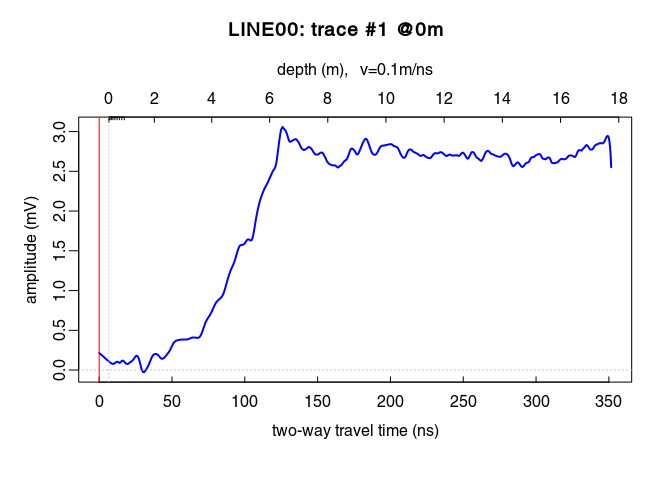 LINE00: trace #1 @0m
depth (m), v=0.1m/ns
0 2 4 6 8 10 12 14 16 18
amplitude (mV)
3.0
2.5
2.0
1.5
1.0
0.5
0.0
0 50 100 150 200 250 300 350
two-way travel time (ns)